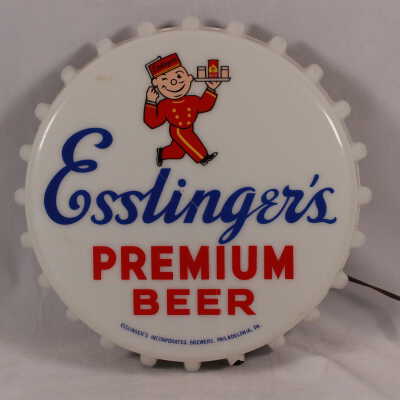 Esslinger's
PREMIUM
BEER
ESSLINGER'S INCORPORATED, BREWERS, PHILADELPHIA, PA.